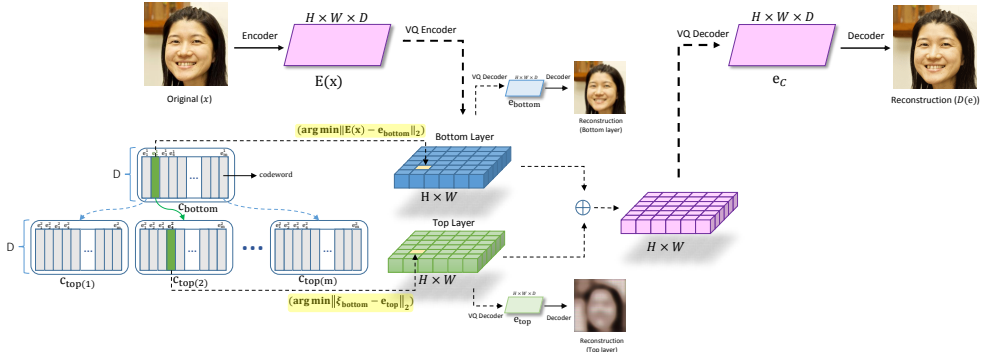 H × W × D
Encoder
VQ Encoder
E(x)
Original (x)
H × W × D
VQ Decoder
Decoder
e_C
Reconstruction (D(e))
VQ Decoder
H × W × D
Decoder
e_bottom
Reconstruction
(Bottom layer)
(arg min‖E(x) − e_bottom‖₂)
Bottom Layer
D
codeword
c_bottom
H × W
Top Layer
D
...
...
...
...
c_top(1)
c_top(2)
c_top(m)
H × W
H × W
(arg min‖ξ_bottom − e_top‖₂)
VQ Decoder
H × W × D
Decoder
e_top
Reconstruction
(Top layer)